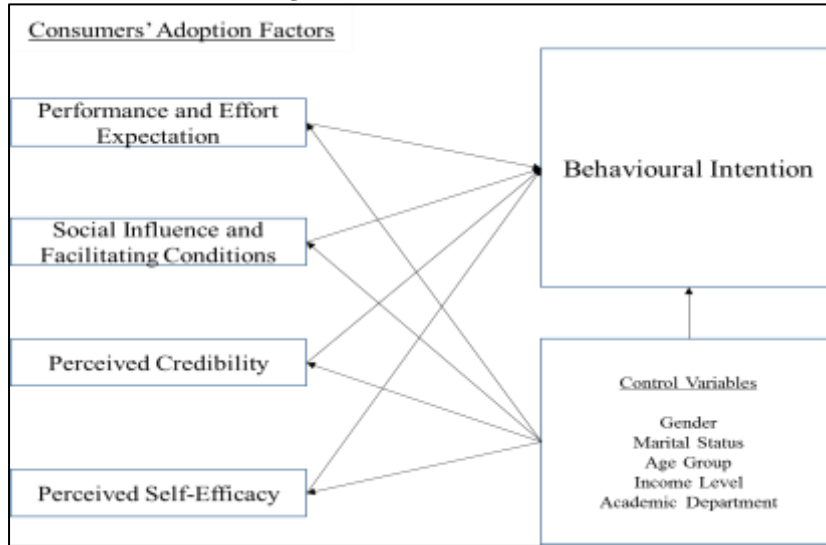 Consumers' Adoption Factors
Performance and Effort
Expectation
Social Influence and
Facilitating Conditions
Perceived Credibility
Perceived Self-Efficacy
Behavioural Intention
Control Variables
Gender
Marital Status
Age Group
Income Level
Academic Department